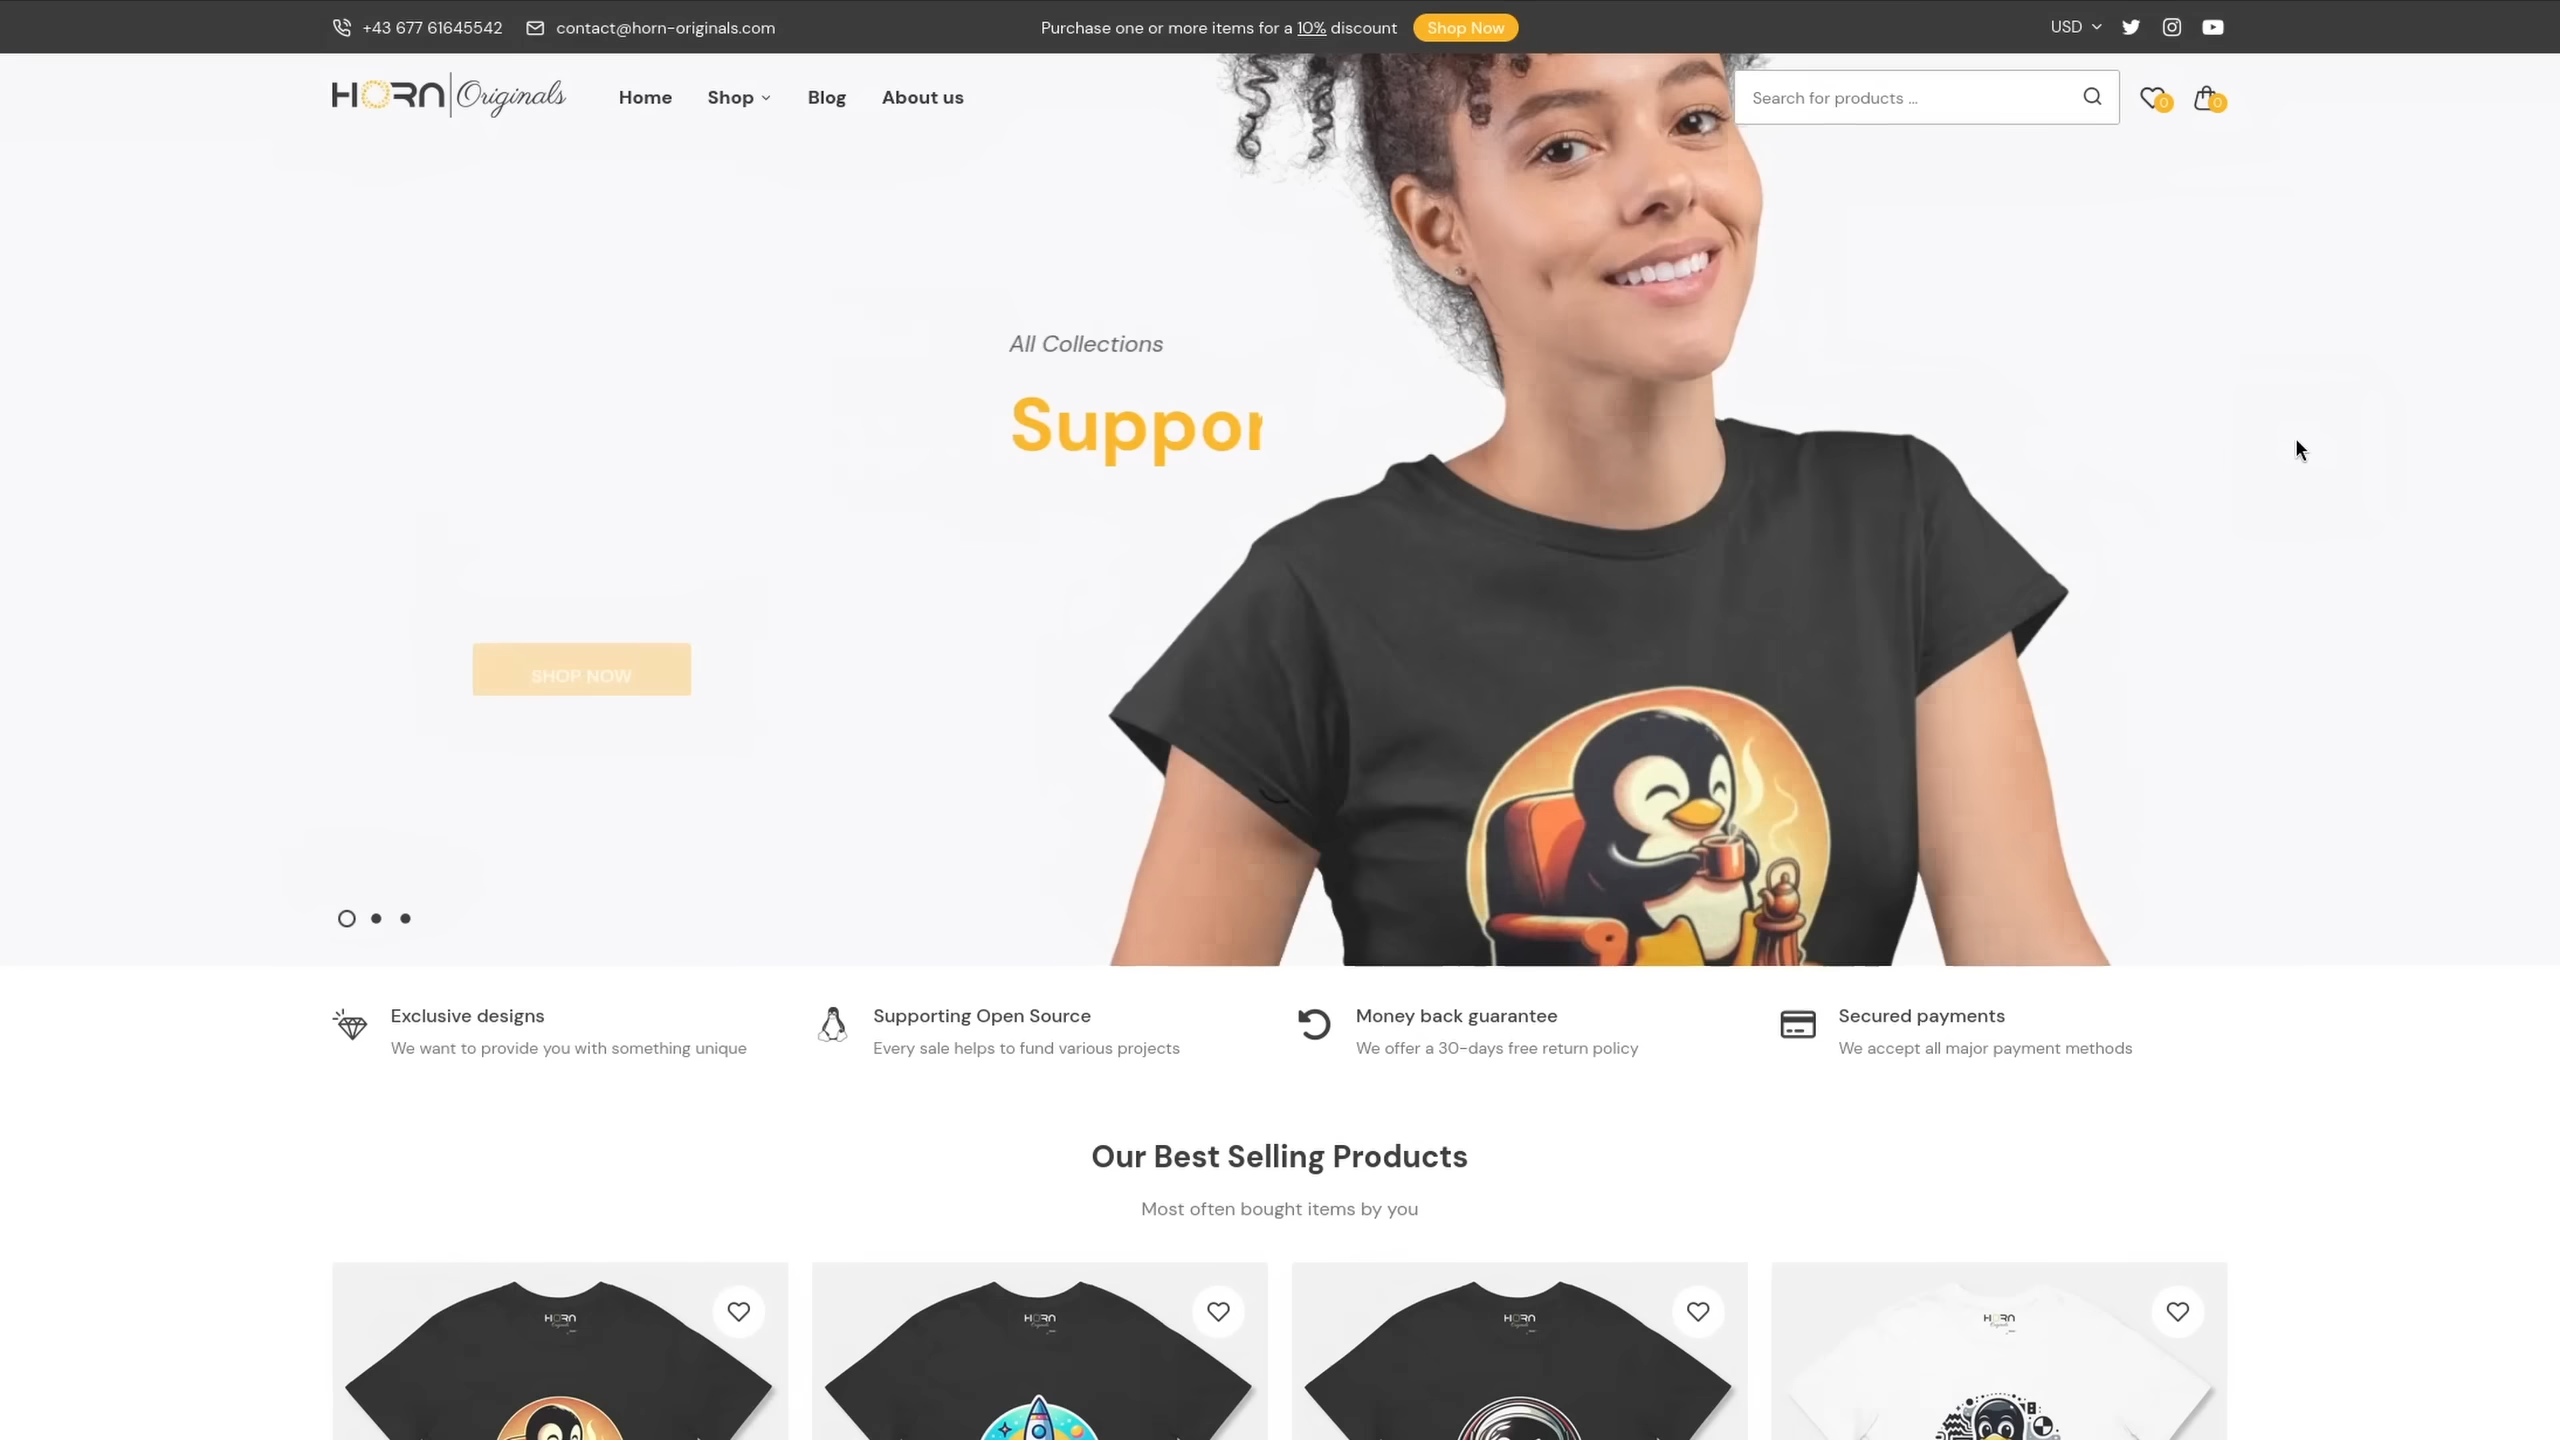 +43 677 61645542
contact@horn-originals.com
Purchase one or more items for a 10% discount
Shop Now
USD
HORN Originals
Home
Shop
Blog
About us
Search for products ...
0
0
All Collections
Suppor
SHOP NOW
Exclusive designs
We want to provide you with something unique
Supporting Open Source
Every sale helps to fund various projects
Money back guarantee
We offer a 30-days free return policy
Secured payments
We accept all major payment methods
Our Best Selling Products
Most often bought items by you
HORN
HORN
HORN
HORN